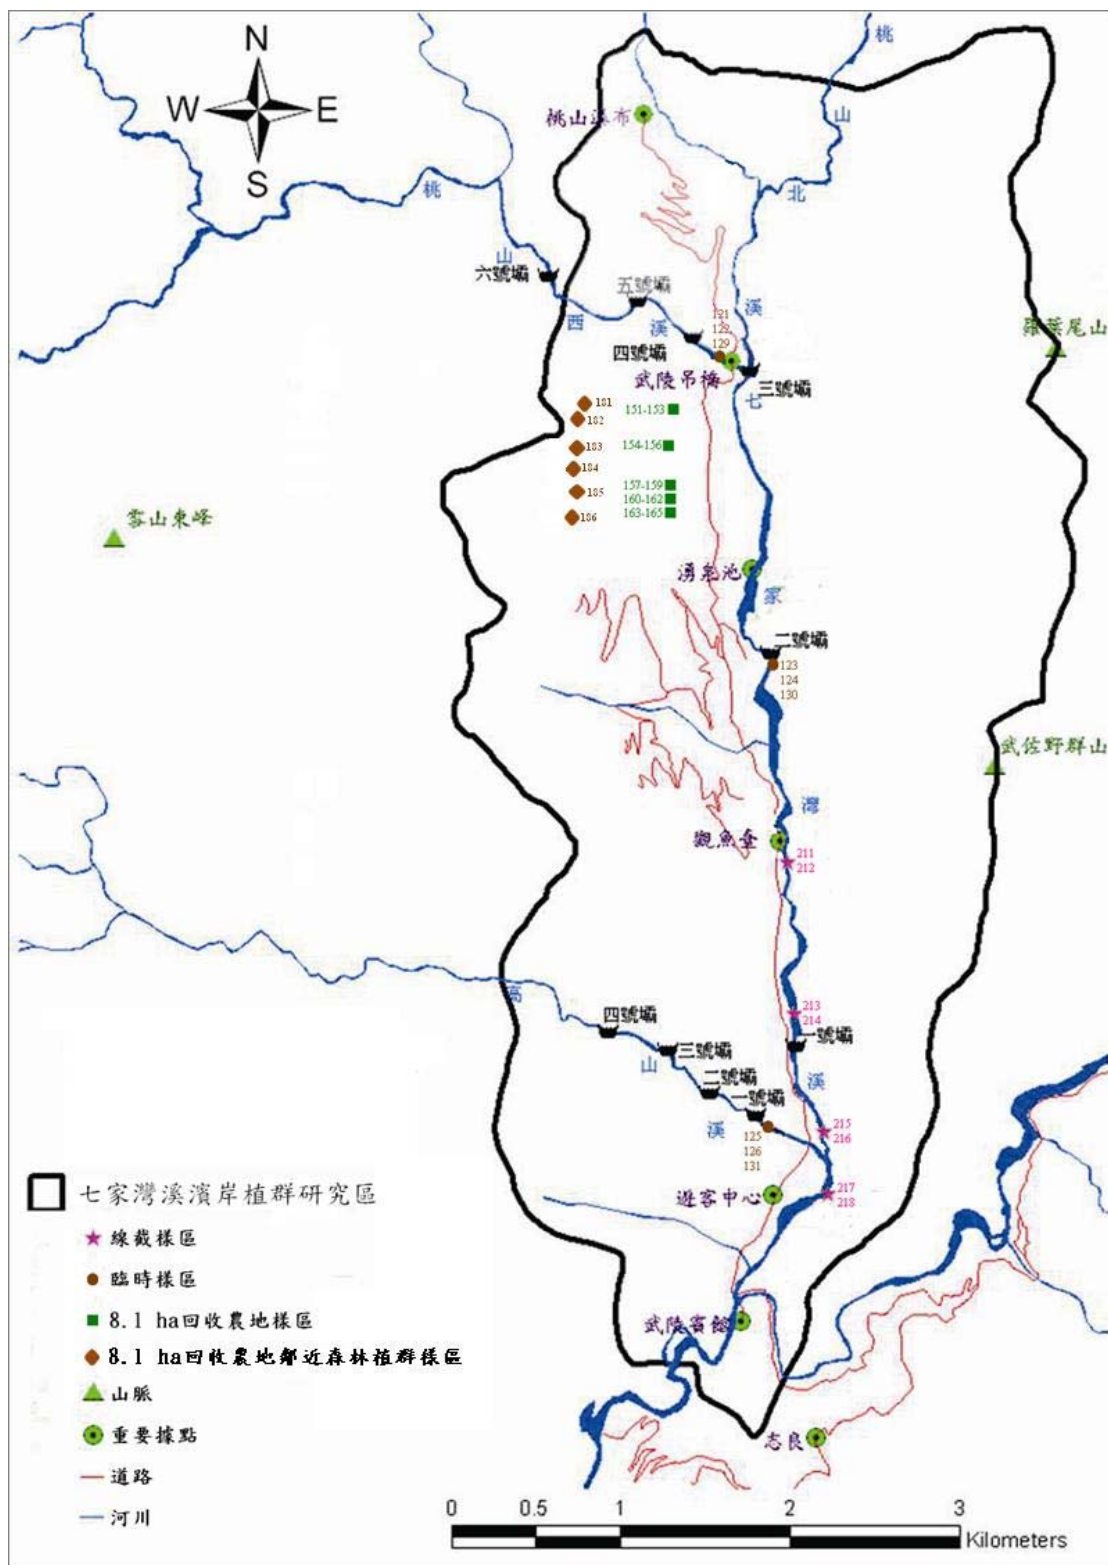 N
W E
S
桃
山
北
溪
桃山瀑布
桃
山
西
溪
六號壩
五號壩
四號壩
121
122
129
武陵吊橋
三號壩
羅葉尾山
雪山東峰
181
182
183
184
185
186
151-153
154-156
157-159
160-162
163-165
七
家
灣
溪
湧泉池
二號壩
123
124
130
武佐野群山
觀魚臺
211
212
213
214
一號壩
高
山
溪
四號壩
三號壩
二號壩
一號壩
125
126
131
215
216
217
218
遊客中心
武陵賓館
志良
七家灣溪濱岸植群研究區
線截樣區
臨時樣區
8.1 ha回收農地樣區
8.1 ha回收農地鄰近森林植群樣區
山脈
重要據點
道路
河川
0 0.5 1 2 3
Kilometers